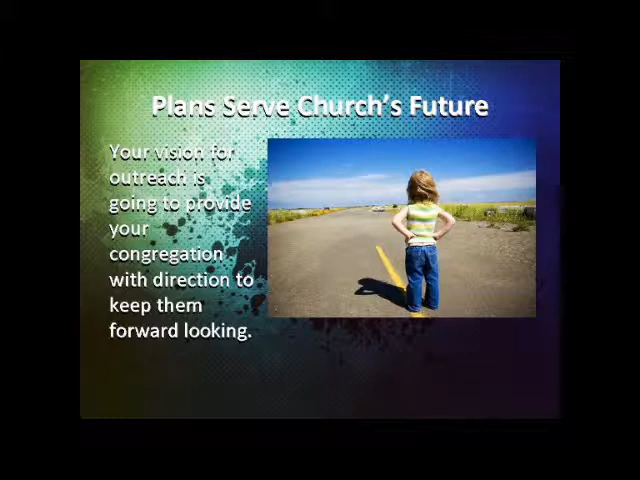 Plans Serve Church's Future
Your vision for
outreach is
going to provide
your
congregation
with direction to
keep them
forward looking.